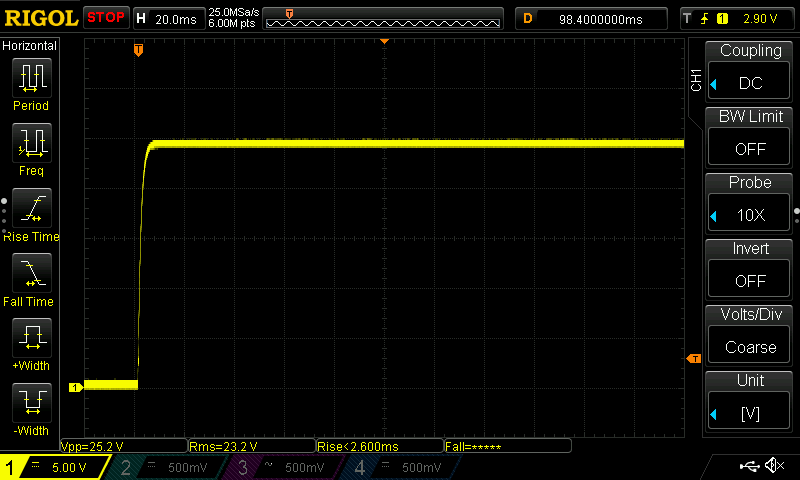 RIGOL STOP H 20.0ms 25.0MSa/s 6.00M pts D 98.4000000ms T 1 2.90 V
T
Horizontal
Period
Freq
Rise Time
Fall Time
+Width
-Width
T
1
T
CH1
Coupling
DC
BW Limit
OFF
Probe
10X
Invert
OFF
Volts/Div
Coarse
Unit
[V]
Vpp=25.2 V Rms=23.2 V Rise<2.600ms Fall=*****
1 5.00 V 2 500mV 3 ~ 500mV 4 500mV